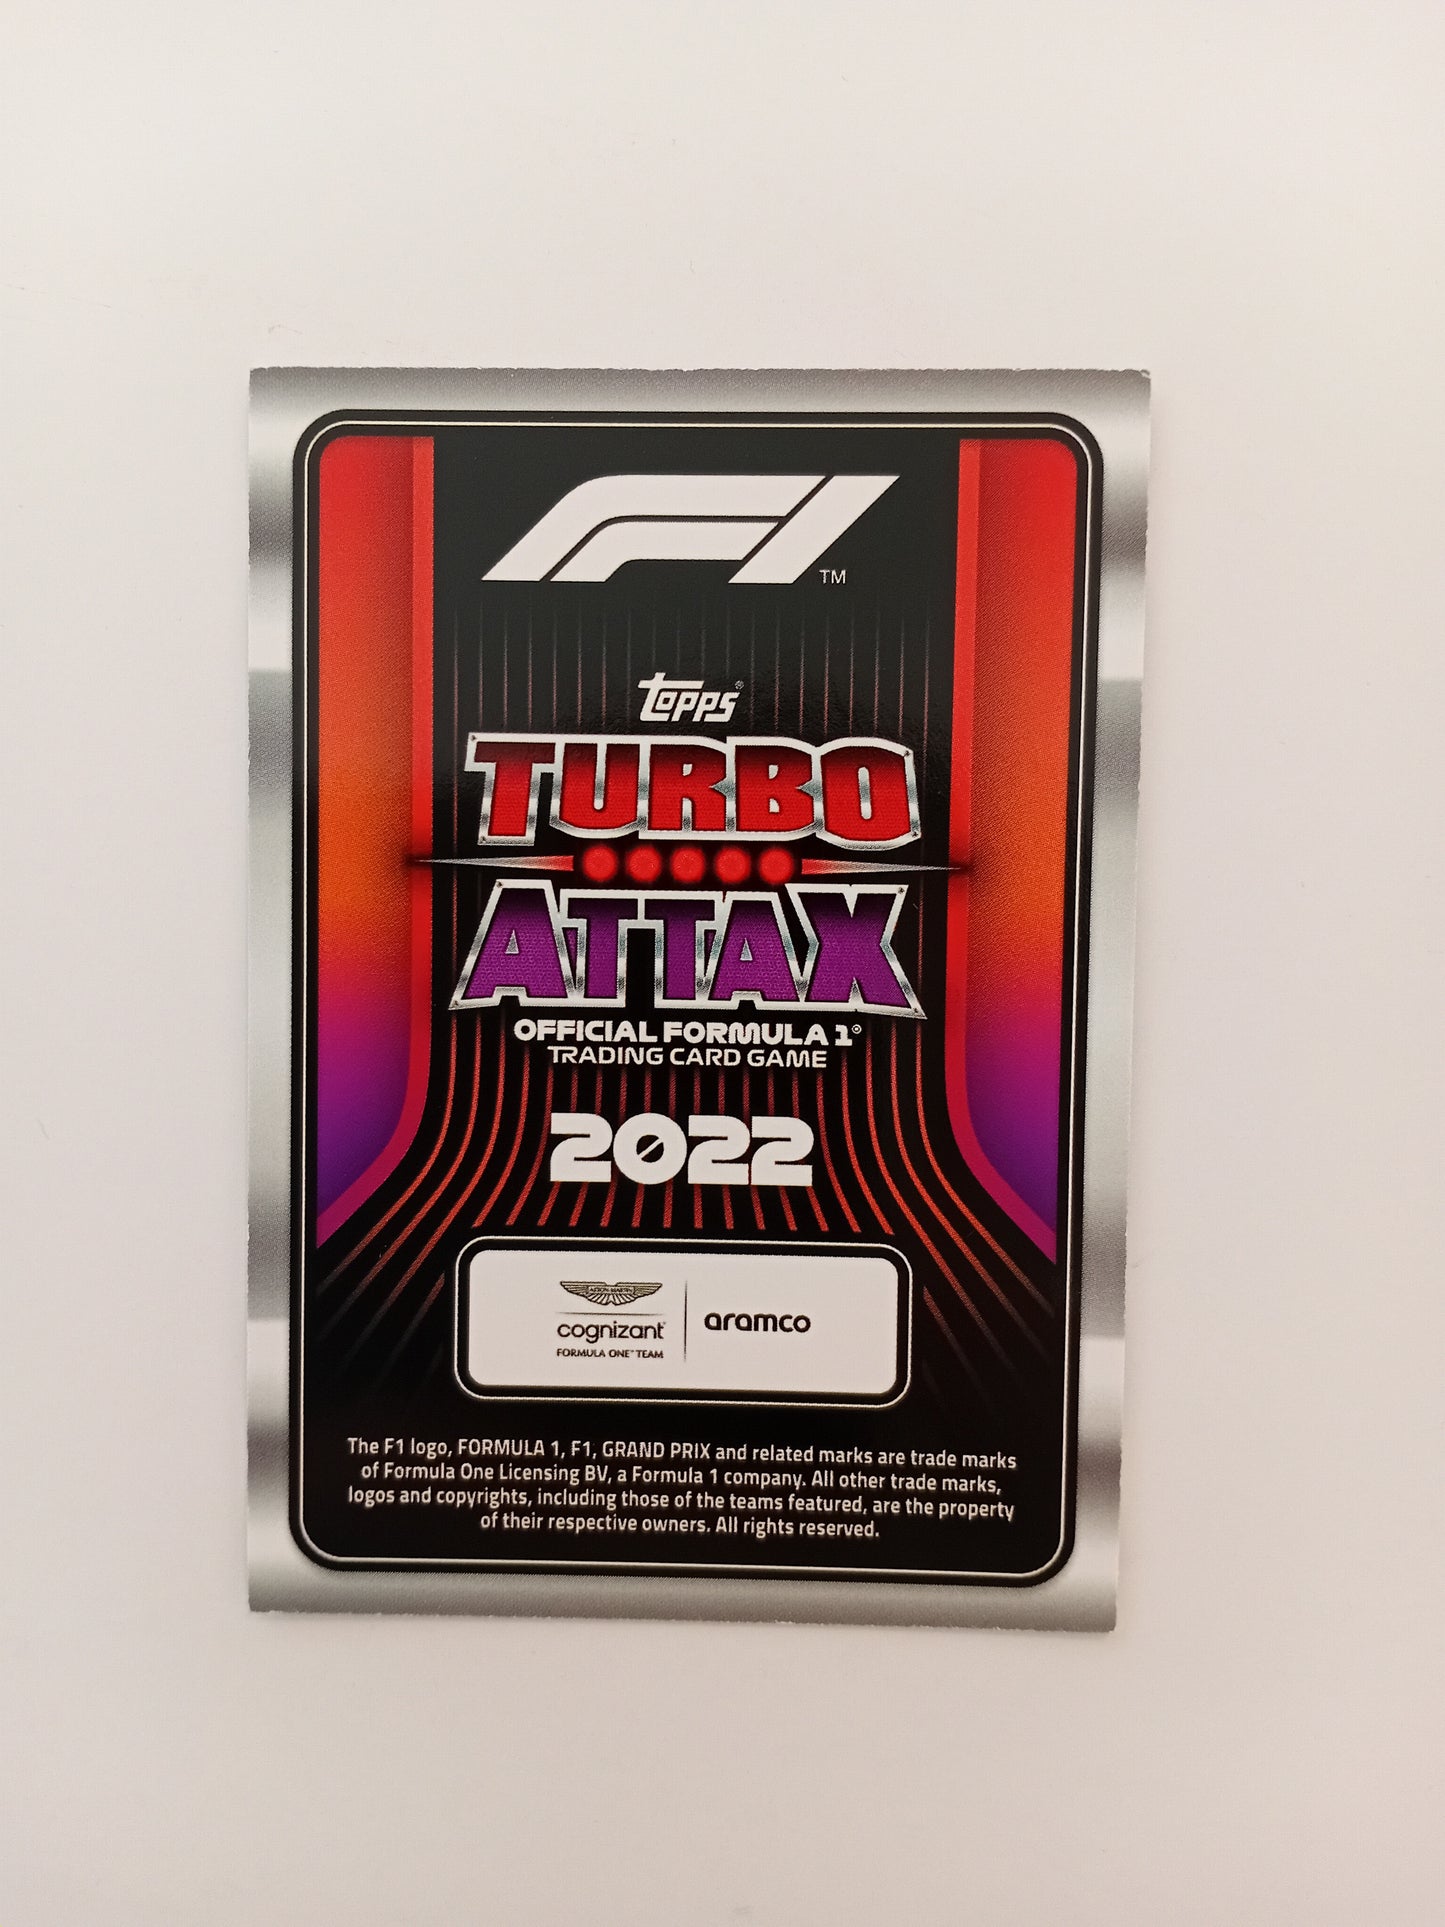 F1 TM
Topps®
TURBO
ATTAX
OFFICIAL FORMULA 1®
TRADING CARD GAME
2022
ASTON MARTIN
cognizant
FORMULA ONE™ TEAM
aramco
The F1 logo, FORMULA 1, F1, GRAND PRIX and related marks are trade marks
of Formula One Licensing BV, a Formula 1 company. All other trade marks,
logos and copyrights, including those of the teams featured, are the property
of their respective owners. All rights reserved.